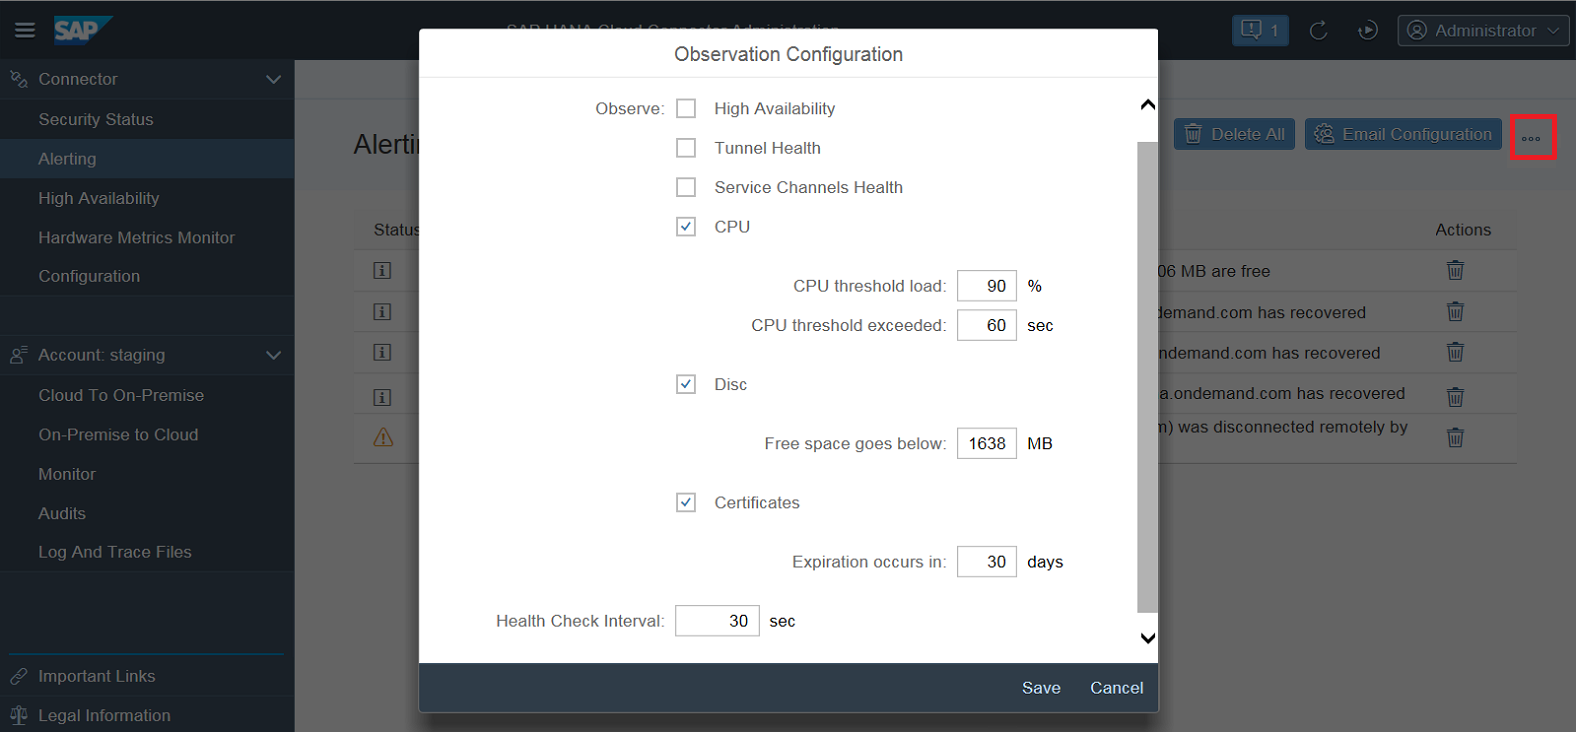 SAP
SAP HANA Cloud Connector Administration
1
Administrator
Connector
Security Status
Alerting
High Availability
Hardware Metrics Monitor
Configuration
Account: staging
Cloud To On-Premise
On-Premise to Cloud
Monitor
Audits
Log And Trace Files
Important Links
Legal Information
Delete All
Email Configuration
Status
Actions
06 MB are free
demand.com has recovered
ondemand.com has recovered
a.ondemand.com has recovered
m) was disconnected remotely by
Observation Configuration
Observe:
High Availability
Tunnel Health
Service Channels Health
CPU
CPU threshold load: 90 %
CPU threshold exceeded: 60 sec
Disc
Free space goes below: 1638 MB
Certificates
Expiration occurs in: 30 days
Health Check Interval: 30 sec
Save Cancel